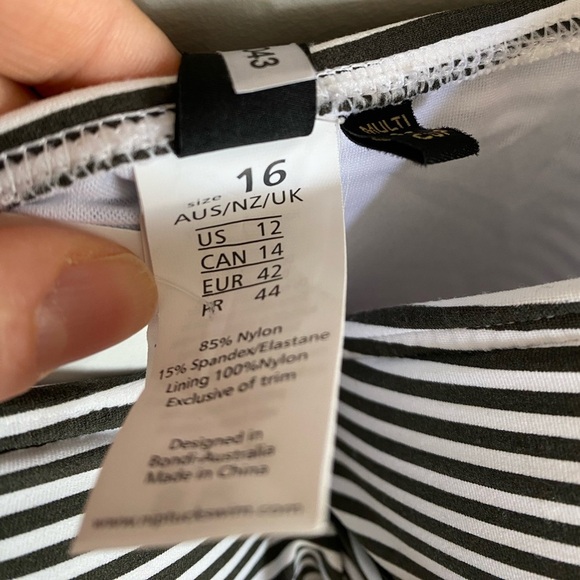 size 16
AUS/NZ/UK
US 12
CAN 14
EUR 42
FR 44
85% Nylon
15% Spandex/Elastane
Lining 100%Nylon
Exclusive of trim
Designed in
Bondi-Australia
Made in China
MULTI